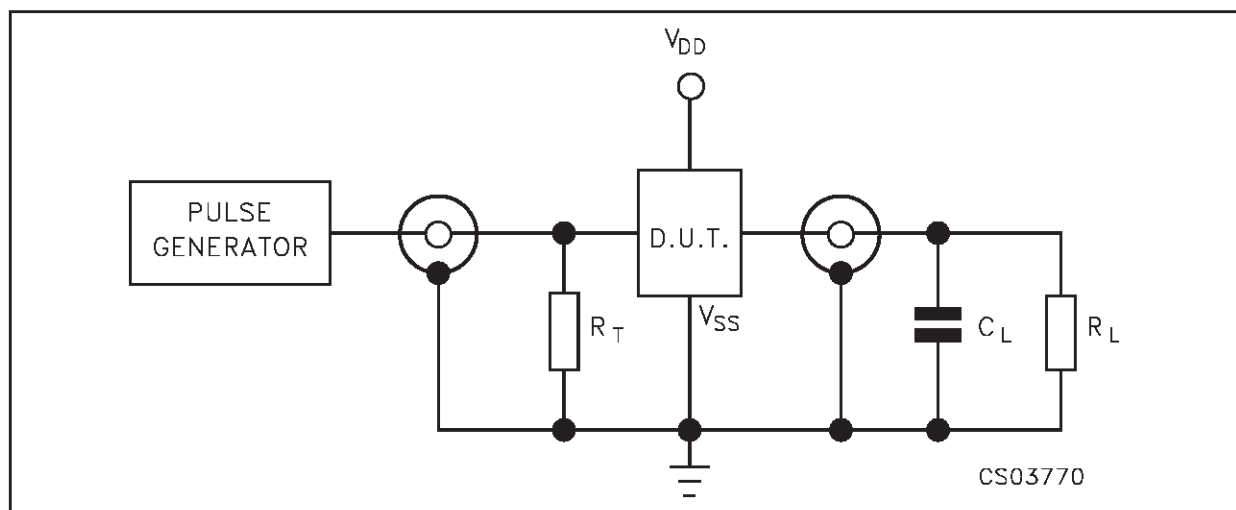 VDD
PULSE
GENERATOR
D.U.T.
VSS
RT
CL
RL
CS03770